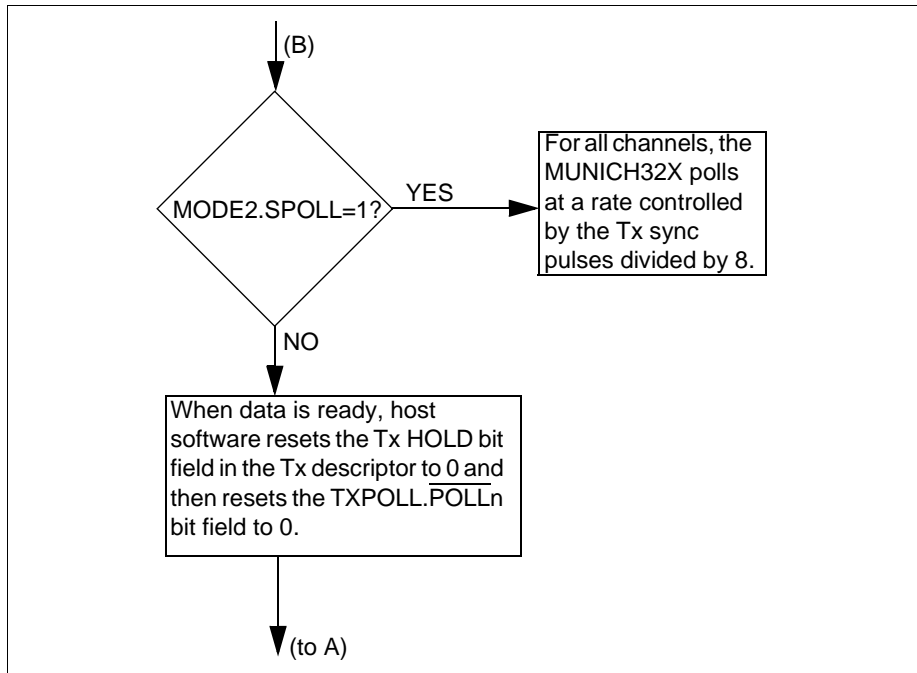 (B)
MODE2.SPOLL=1?
YES
For all channels, the
MUNICH32X polls
at a rate controlled
by the Tx sync
pulses divided by 8.
NO
When data is ready, host
software resets the Tx HOLD bit
field in the Tx descriptor to 0 and
then resets the TXPOLL.P̅O̅L̅L̅n
bit field to 0.
(to A)